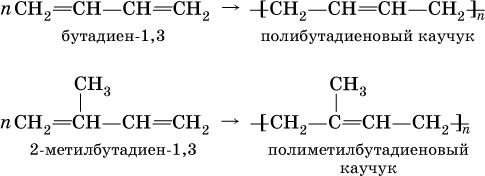 nCH₂=CH—CH=CH₂ → -[-CH₂—CH=CH—CH₂-]-ₙ
бутадиен-1,3 полибутадиеновый каучук
CH₃ CH₃
nCH₂=CH—CH=CH₂ → -[-CH₂—C=CH—CH₂-]-ₙ
2-метилбутадиен-1,3 полиметилбутадиеновый
каучук